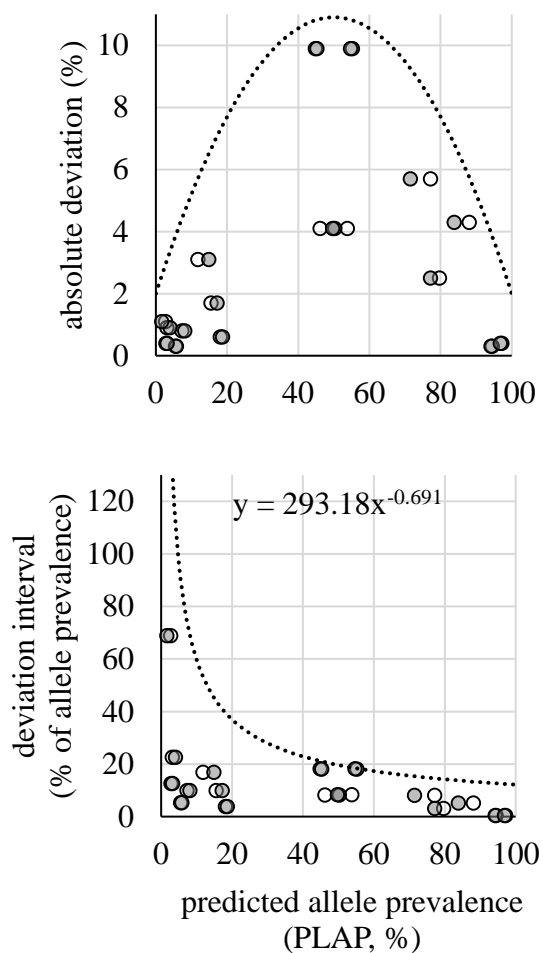 absolute deviation (%)
10
8
6
4
2
0
0 20 40 60 80 100
deviation interval
(% of allele prevalence)
y = 293.18x^-0.691
120
100
80
60
40
20
0
0 20 40 60 80 100
predicted allele prevalence
(PLAP, %)